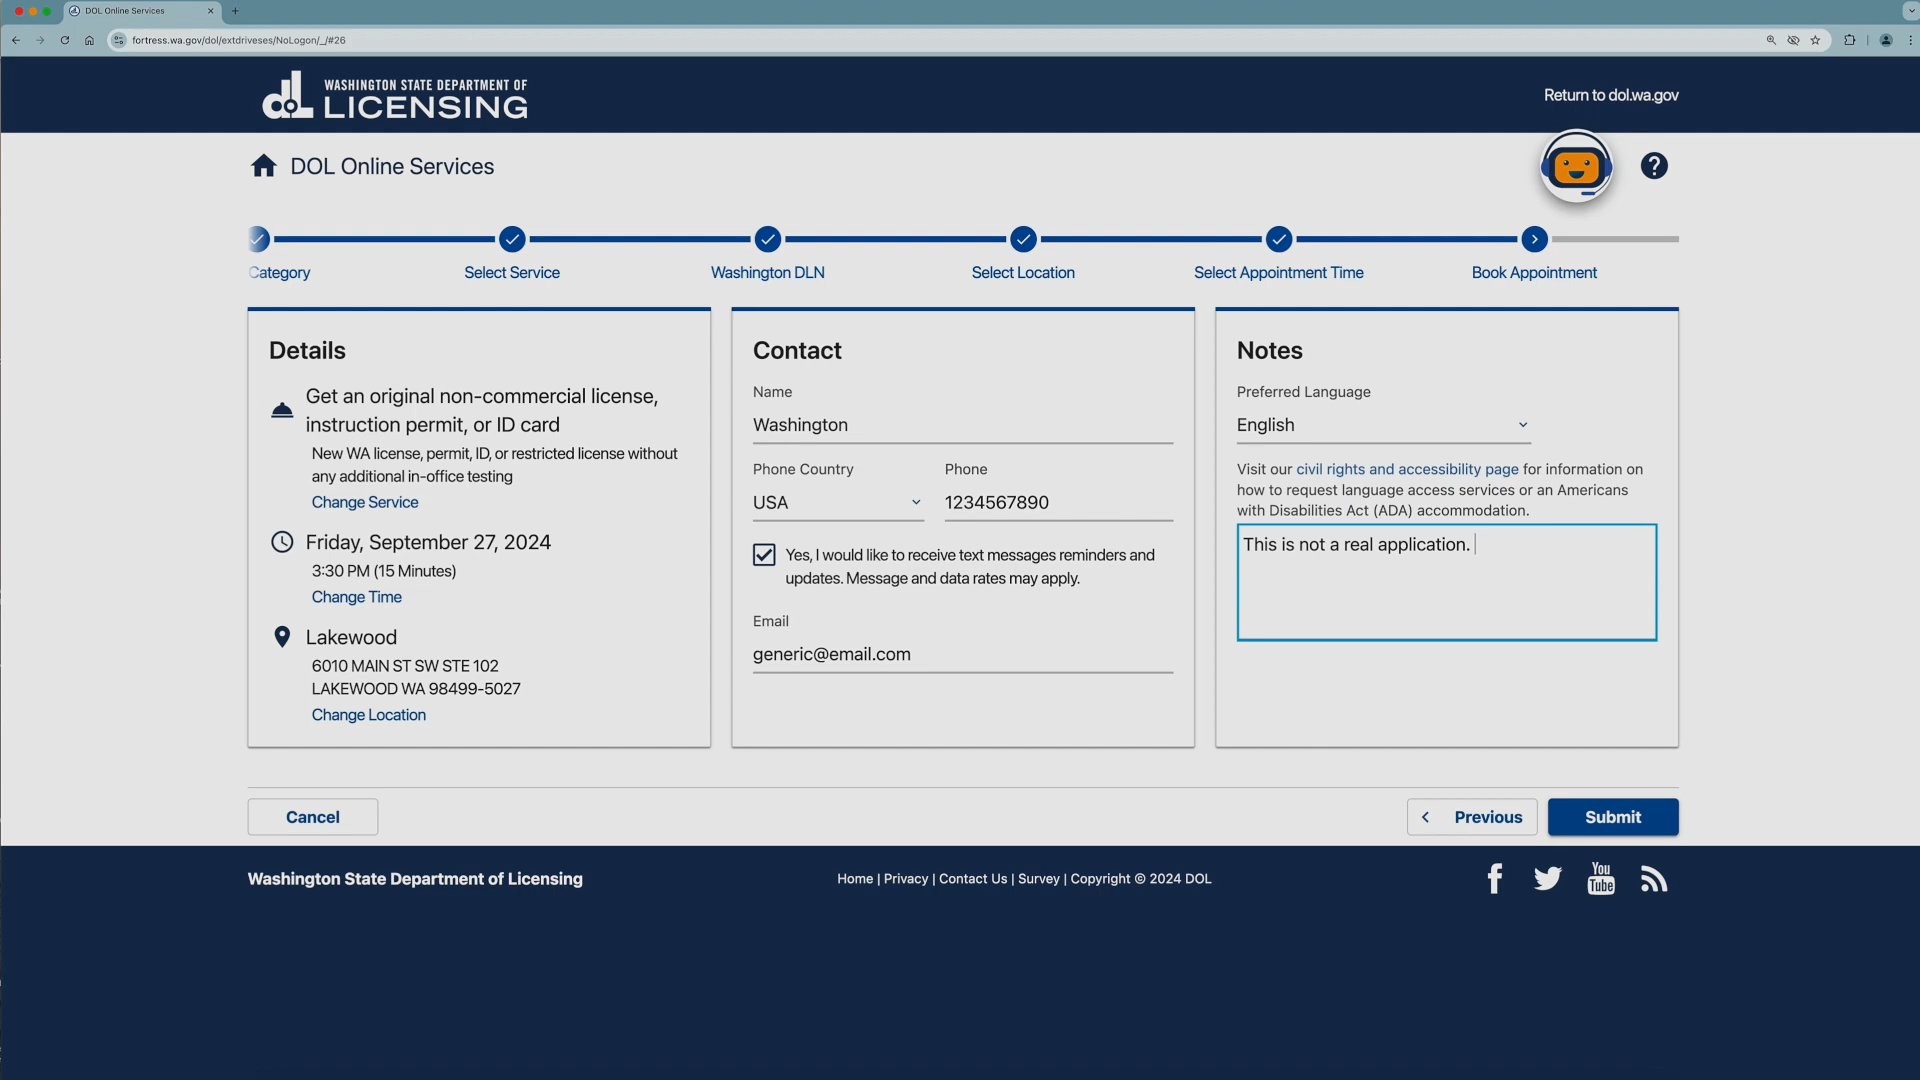 DOL Online Services
fortress.wa.gov/dol/extdriveses/NoLogon/_/#26
WASHINGTON STATE DEPARTMENT OF
dol LICENSING
Return to dol.wa.gov
DOL Online Services
?
Category
Select Service
Washington DLN
Select Location
Select Appointment Time
Book Appointment
Details
Get an original non-commercial license,
instruction permit, or ID card
New WA license, permit, ID, or restricted license without
any additional in-office testing
Change Service
Friday, September 27, 2024
3:30 PM (15 Minutes)
Change Time
Lakewood
6010 MAIN ST SW STE 102
LAKEWOOD WA 98499-5027
Change Location
Contact
Name
Washington
Phone Country Phone
USA 1234567890
Yes, I would like to receive text messages reminders and
updates. Message and data rates may apply.
Email
generic@email.com
Notes
Preferred Language
English
Visit our civil rights and accessibility page for information on
how to request language access services or an Americans
with Disabilities Act (ADA) accommodation.
This is not a real application.
Cancel
Previous
Submit
Washington State Department of Licensing
Home | Privacy | Contact Us | Survey | Copyright © 2024 DOL
You
Tube